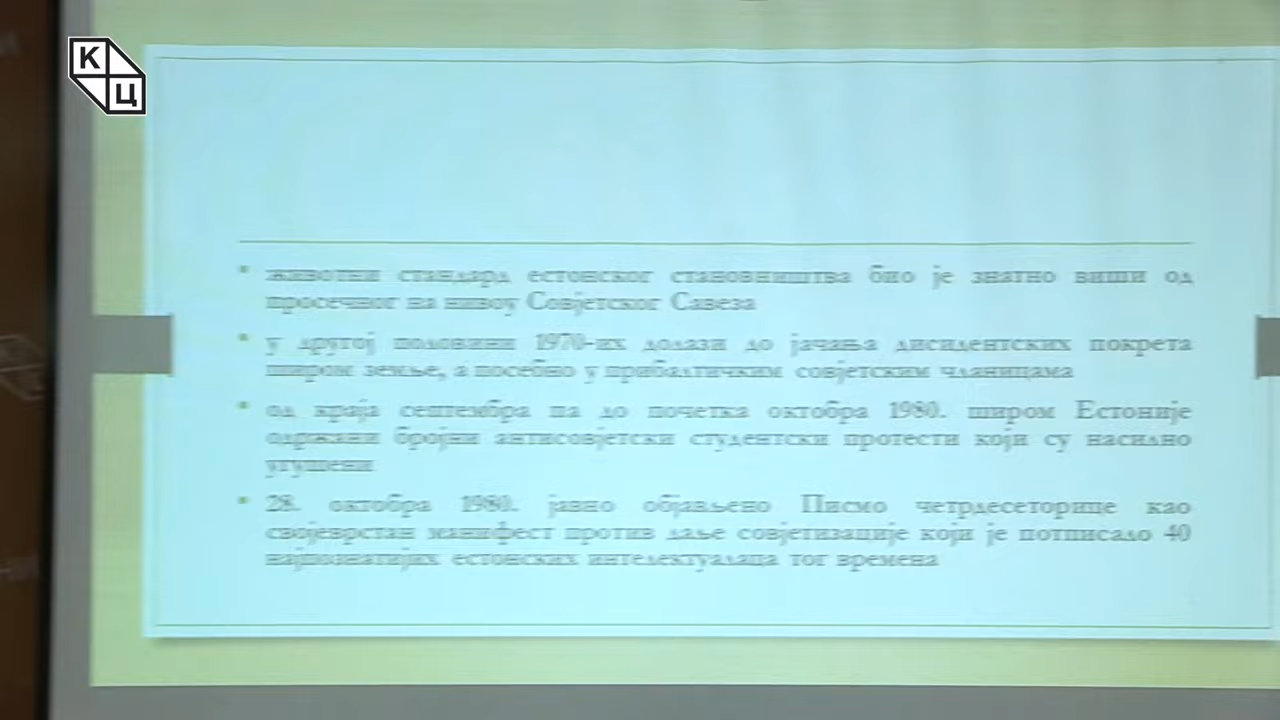 К
Ц
животни стандард естонског становништва био је знатно виши од
просечног на нивоу Совјетског Савеза
у другој половини 1970-их долази до јачања дисидентских покрета
широм земље, а посебно у прибалтичким совјетским чланицама
од краја септембра па до почетка октобра 1980. широм Естоније
одржани бројни антисовјетски студентски протести који су насилно
угушени
28. октобра 1980. јавно објављено Писмо четрдесеторице као
својеврстан манифест против даље совјетизације који је потписало 40
најпознатијих естонских интелектуалаца тог времена